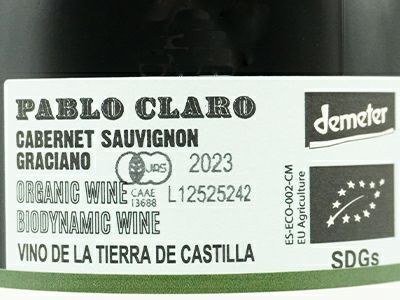 PABLO CLARO
CABERNET SAUVIGNON
GRACIANO
JAS
2023
ORGANIC WINE
CAAE
13688
L12525242
BIODYNAMIC WINE
VINO DE LA TIERRA DE CASTILLA
demeter
ES-ECO-002-CM
EU Agriculture
SDGs